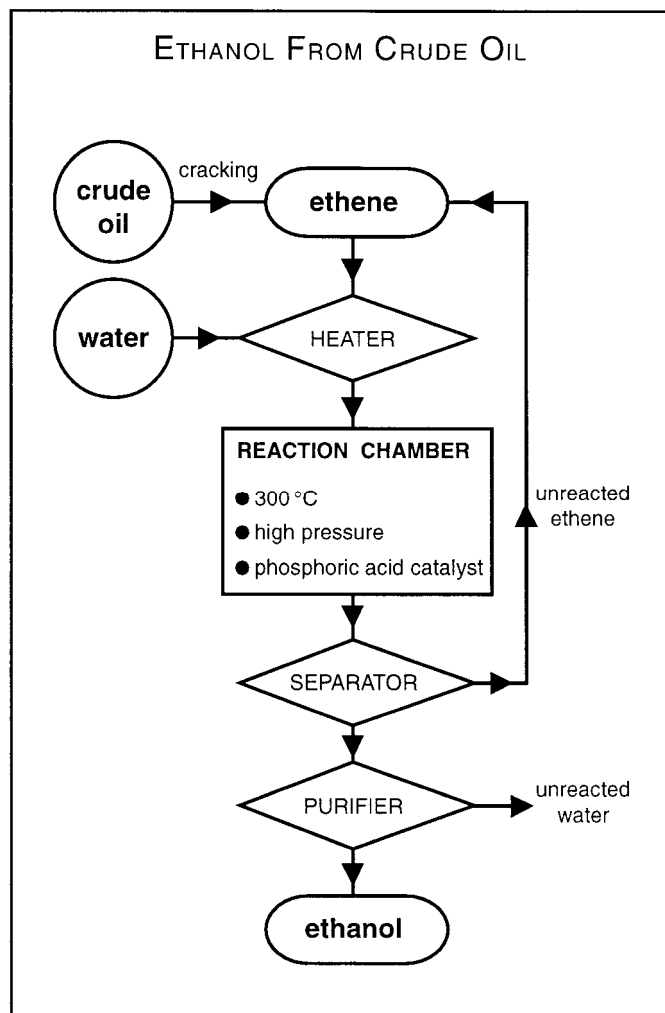 ETHANOL FROM CRUDE OIL
crude
oil
cracking
ethene
water
HEATER
REACTION CHAMBER
● 300 °C
● high pressure
● phosphoric acid catalyst
unreacted
ethene
SEPARATOR
PURIFIER
unreacted
water
ethanol